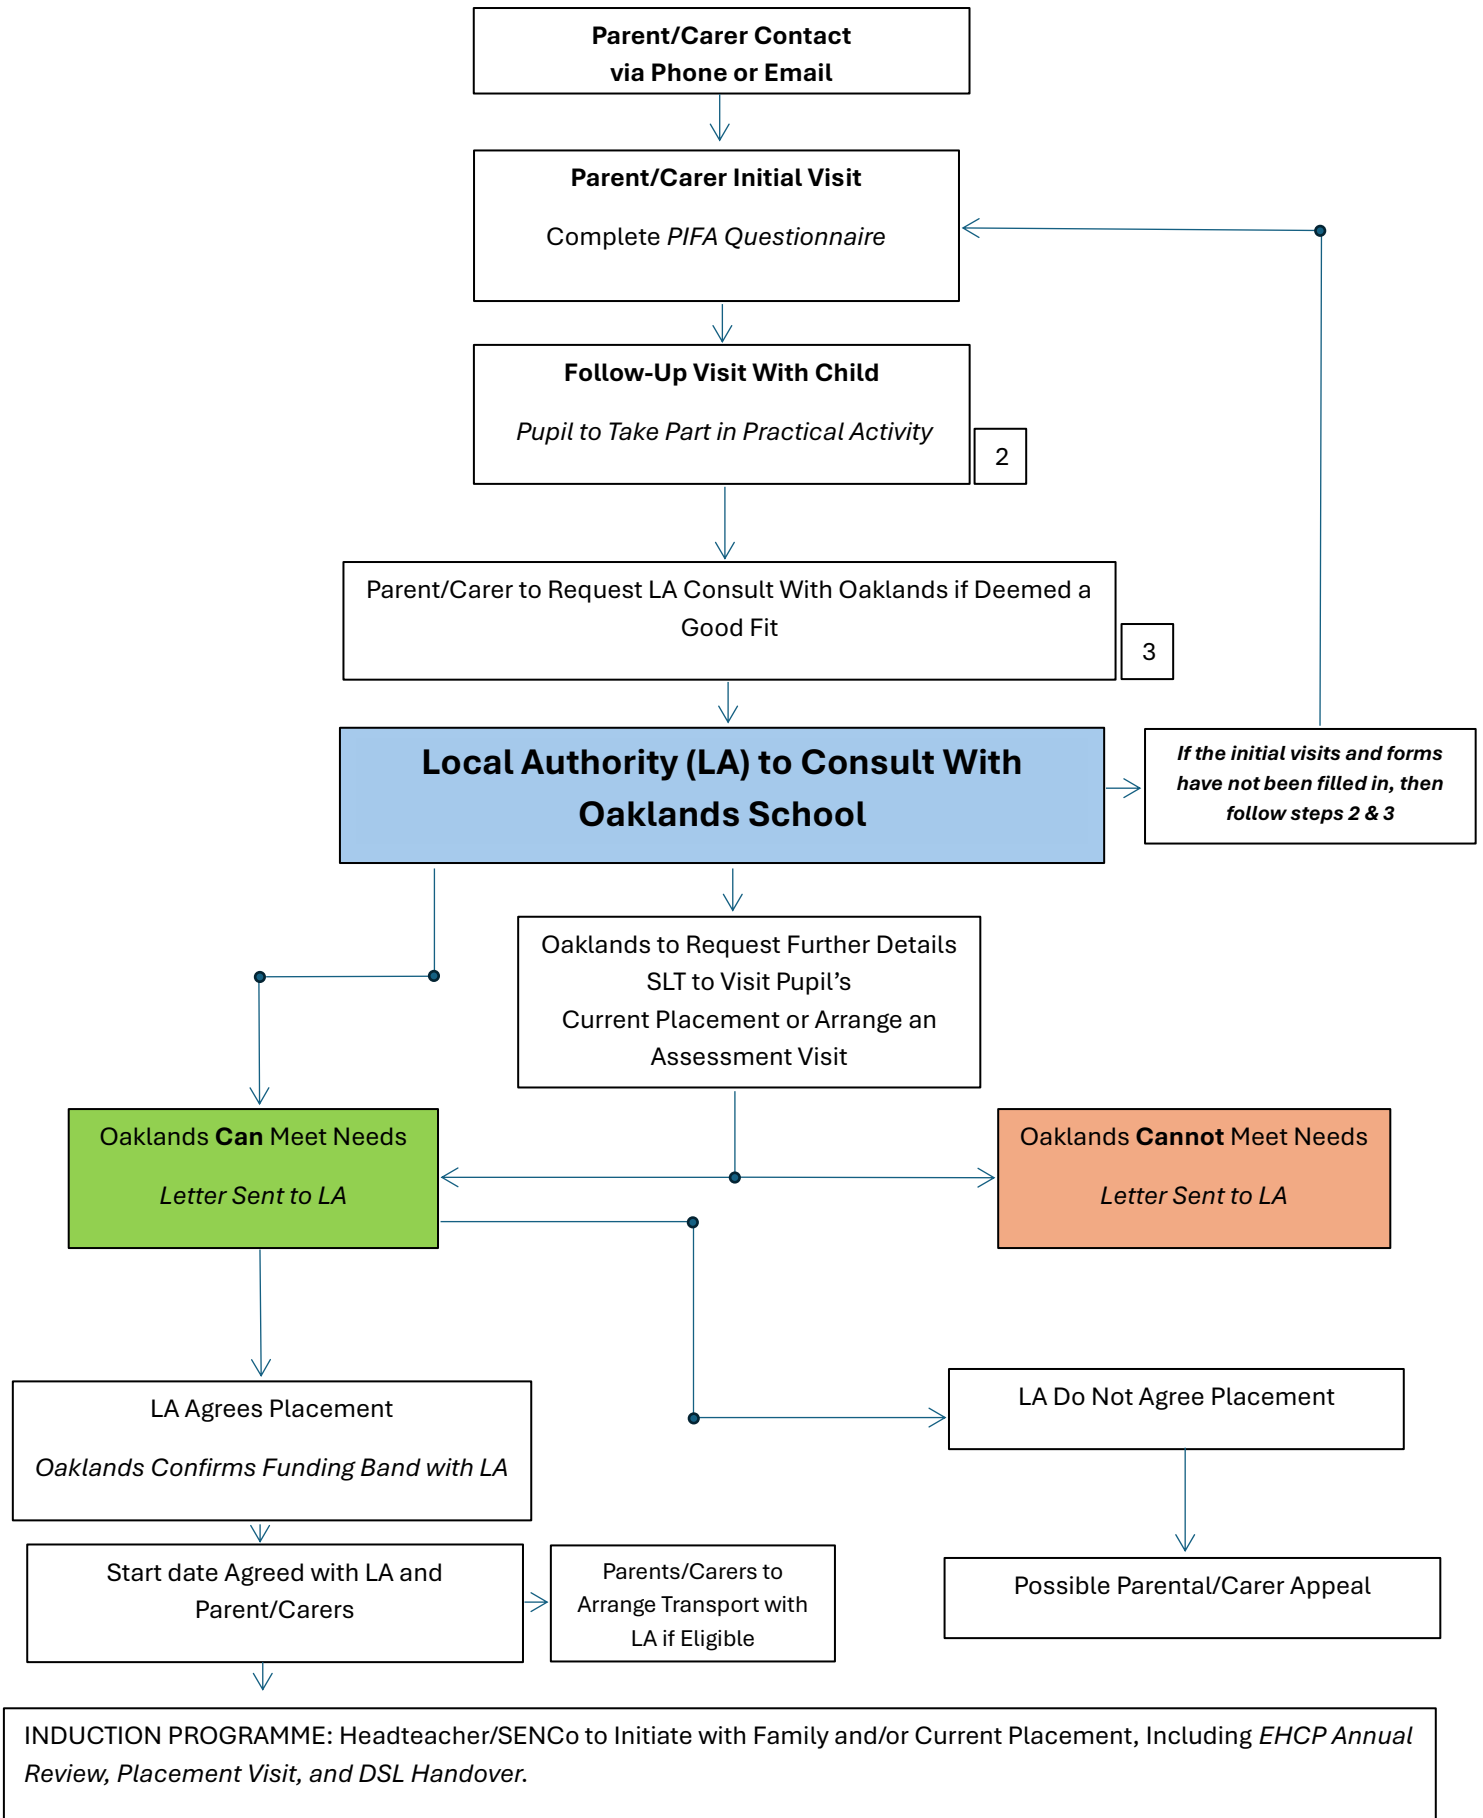 Parent/Carer Contact
via Phone or Email
Parent/Carer Initial Visit
Complete PIFA Questionnaire
Follow-Up Visit With Child
Pupil to Take Part in Practical Activity
2
Parent/Carer to Request LA Consult With Oaklands if Deemed a
Good Fit
3
Local Authority (LA) to Consult With
Oaklands School
If the initial visits and forms
have not been filled in, then
follow steps 2 & 3
Oaklands to Request Further Details
SLT to Visit Pupil’s
Current Placement or Arrange an
Assessment Visit
Oaklands Can Meet Needs
Letter Sent to LA
Oaklands Cannot Meet Needs
Letter Sent to LA
LA Agrees Placement
Oaklands Confirms Funding Band with LA
LA Do Not Agree Placement
Start date Agreed with LA and
Parent/Carers
Parents/Carers to
Arrange Transport with
LA if Eligible
Possible Parental/Carer Appeal
INDUCTION PROGRAMME: Headteacher/SENCo to Initiate with Family and/or Current Placement, Including EHCP Annual
Review, Placement Visit, and DSL Handover.